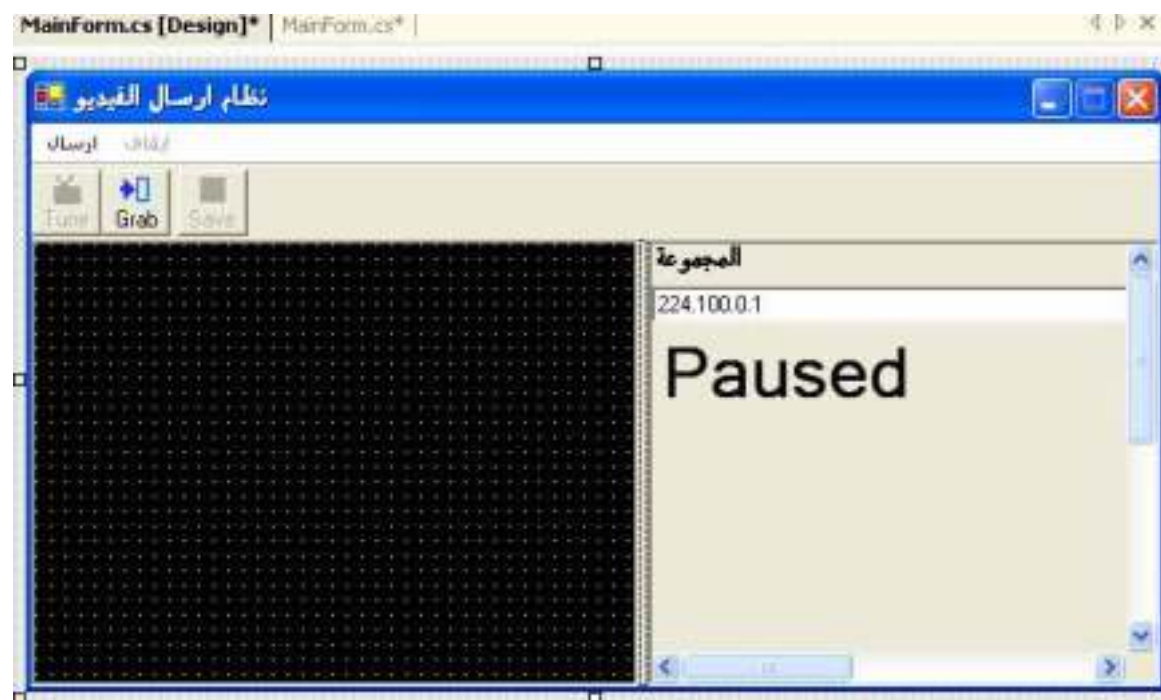 MainForm.cs [Design]* MainForm.cs*
نظام ارسال الفيديو
ارسال ايقاف
Tune Grab Save
المجموعة
224.100.0.1
Paused